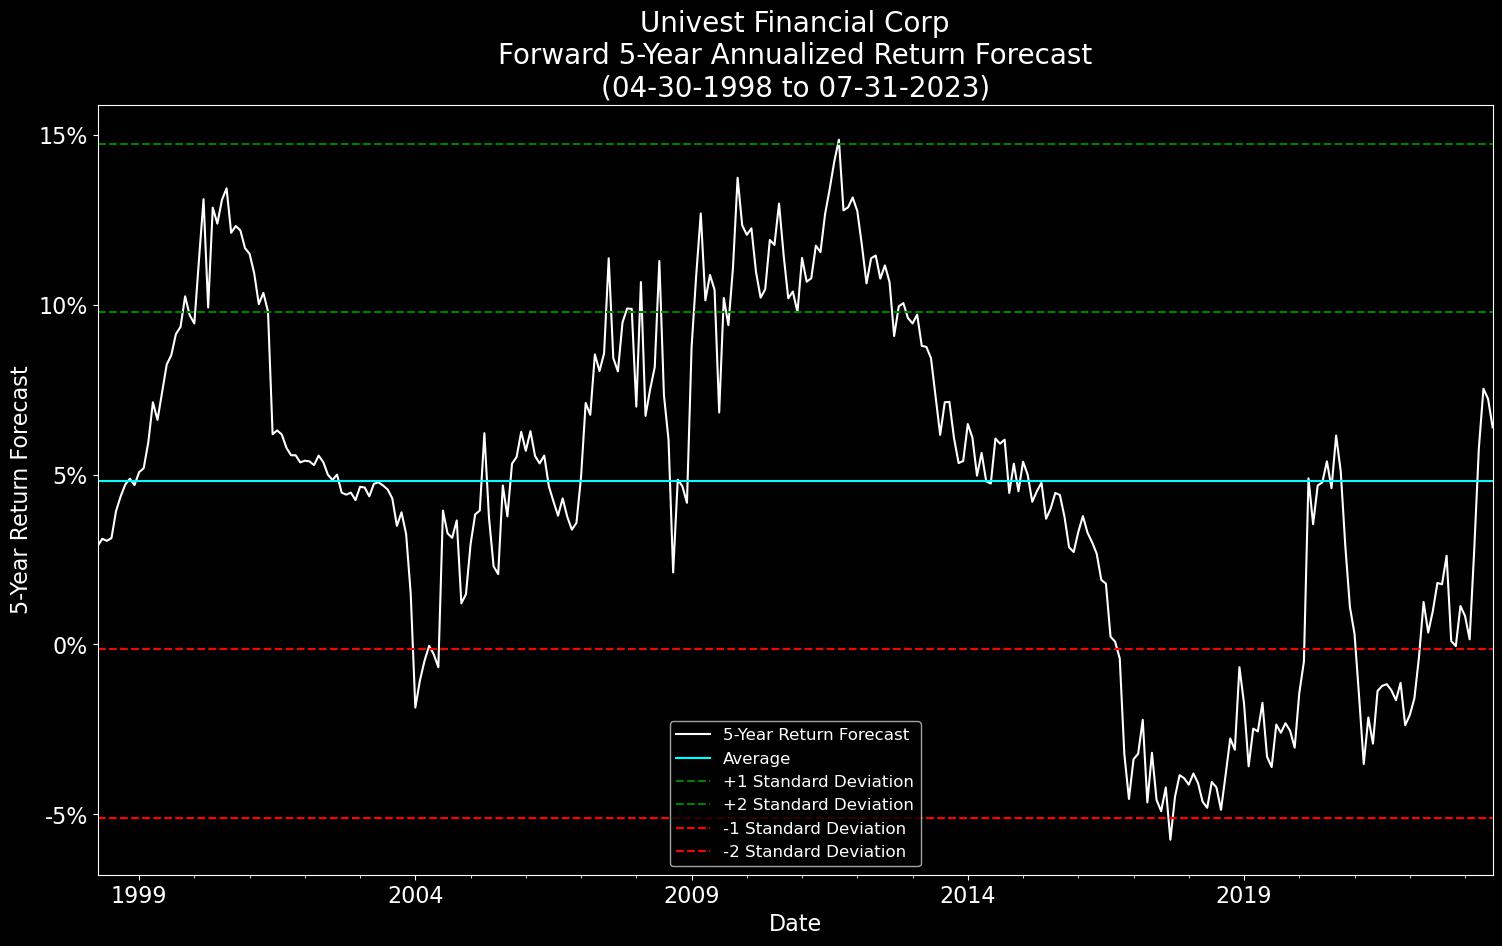 Univest Financial Corp
Forward 5-Year Annualized Return Forecast
(04-30-1998 to 07-31-2023)
15%
10%
5%
0%
-5%
5-Year Return Forecast
5-Year Return Forecast
Average
+1 Standard Deviation
+2 Standard Deviation
-1 Standard Deviation
-2 Standard Deviation
1999 2004 2009 2014 2019
Date